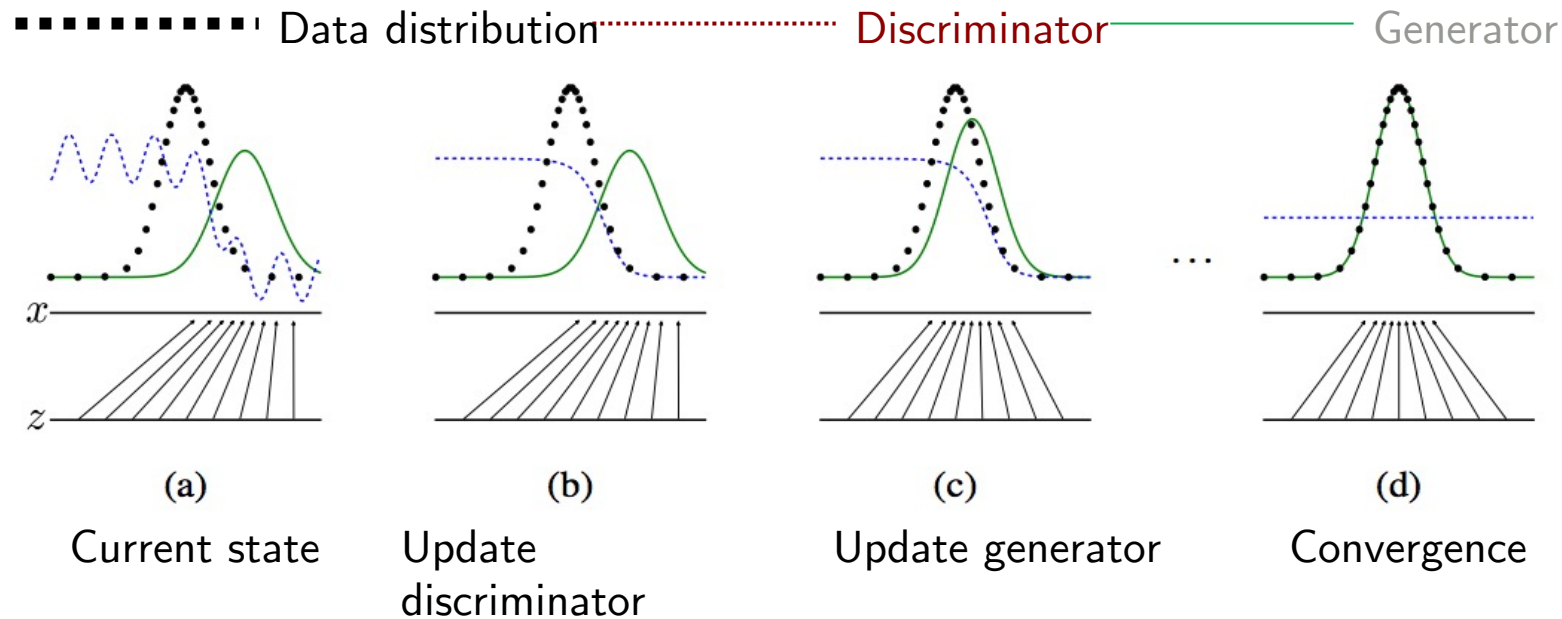 Data distribution Discriminator Generator
x
...
z
(a) (b) (c) (d)
Current state Update discriminator Update generator Convergence